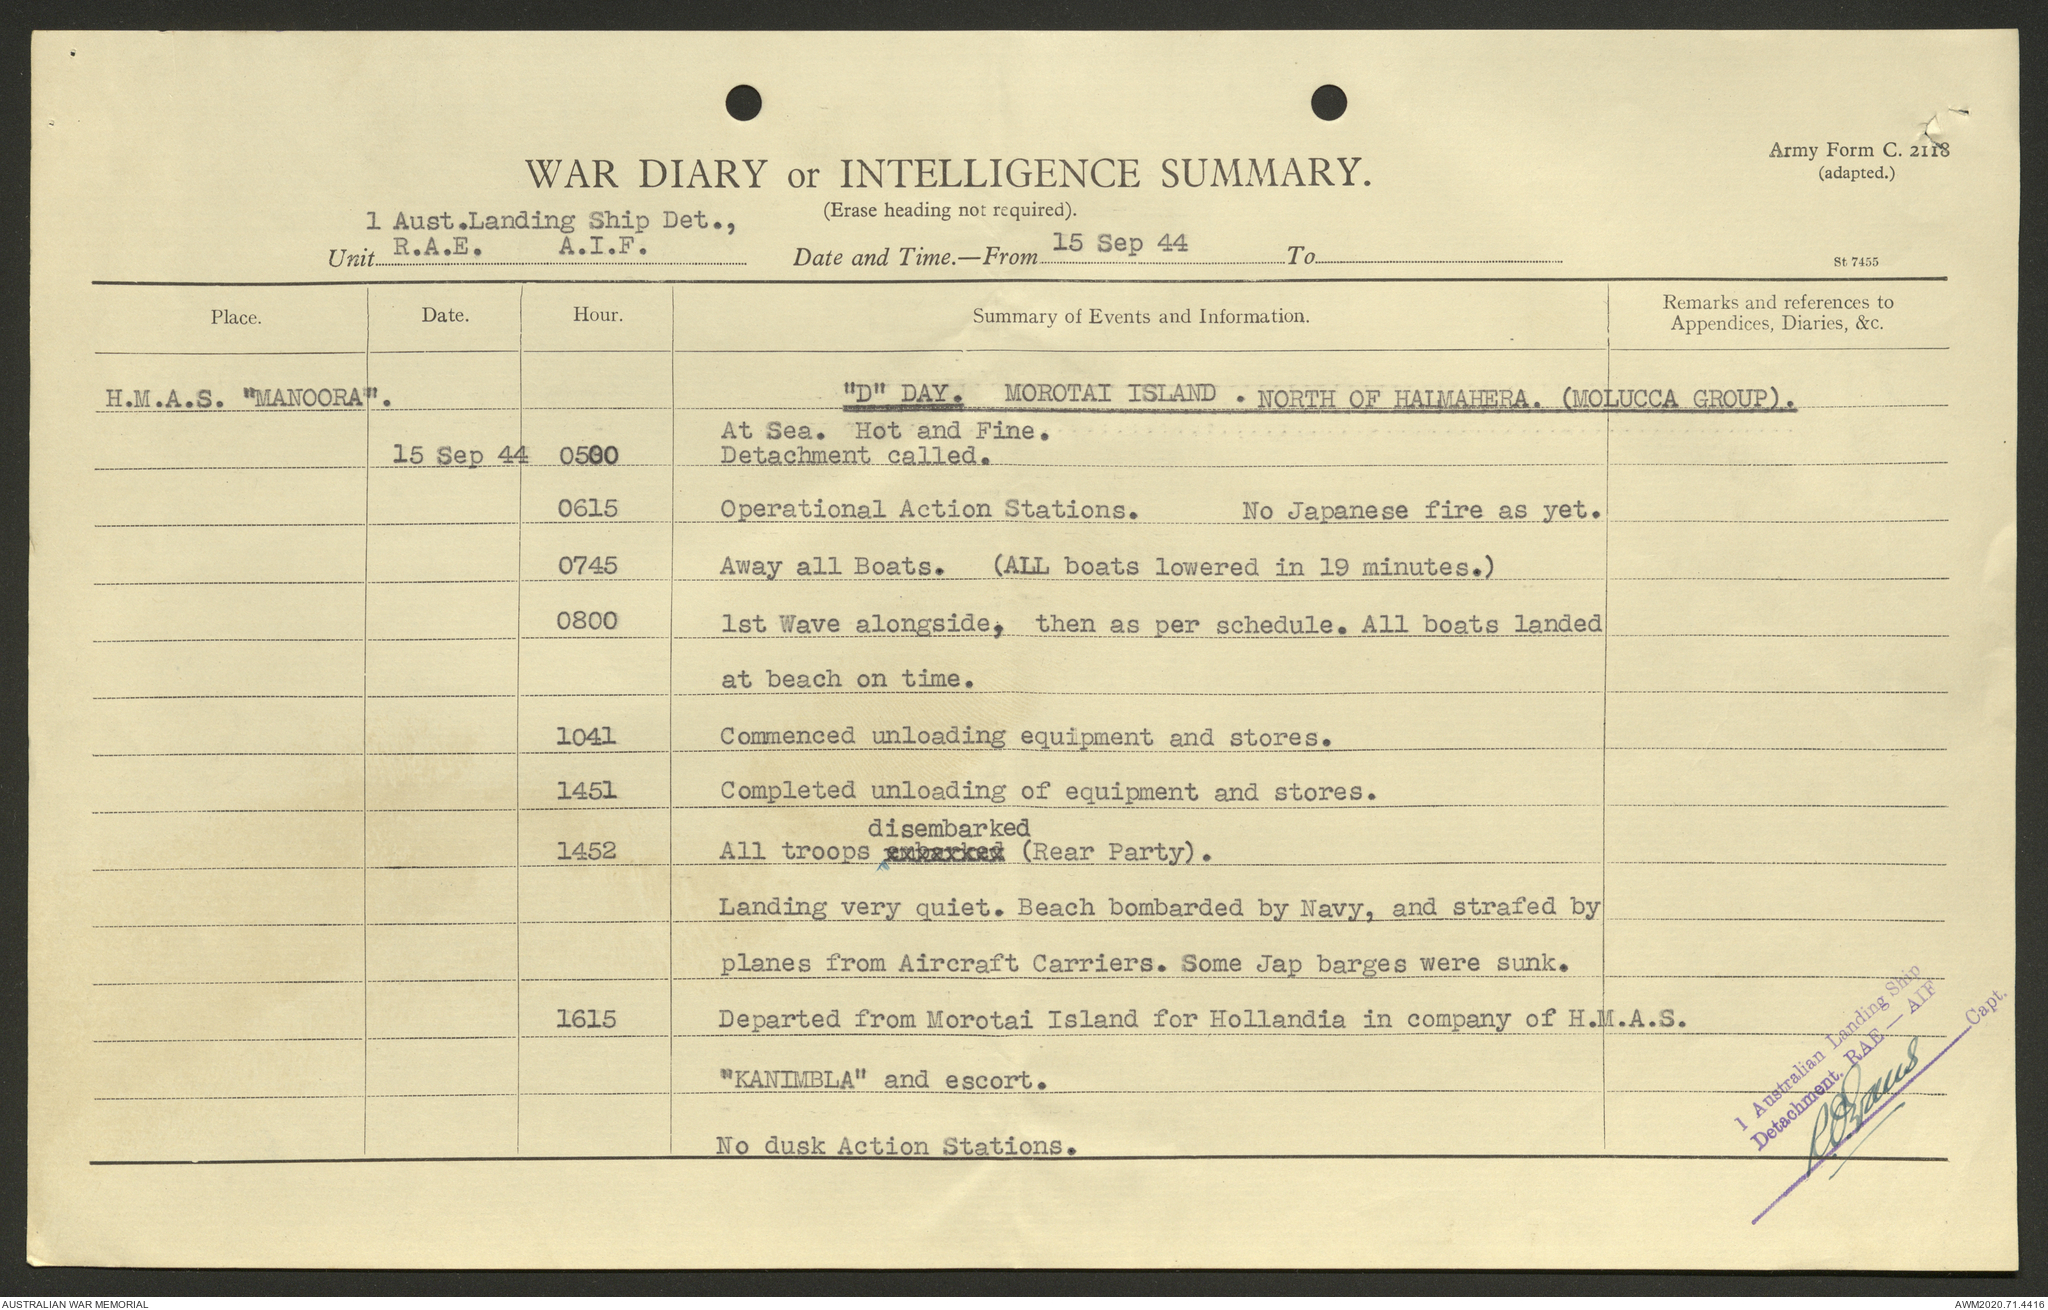 Army Form C. 2118
(adapted.)
WAR DIARY or INTELLIGENCE SUMMARY.
(Erase heading not required).
1 Aust.Landing Ship Det.,
Unit R.A.E. A.I.F. Date and Time.—From 15 Sep 44 To
St 7455
Place. Date. Hour. Summary of Events and Information. Remarks and references to
Appendices, Diaries, &c.
H.M.A.S. "MANOORA". "D" DAY. MOROTAI ISLAND . NORTH OF HALMAHERA. (MOLUCCA GROUP).
At Sea. Hot and Fine.
15 Sep 44 0500 Detachment called.
0615 Operational Action Stations. No Japanese fire as yet.
0745 Away all Boats. (ALL boats lowered in 19 minutes.)
0800 1st Wave alongside, then as per schedule. All boats landed
at beach on time.
1041 Commenced unloading equipment and stores.
1451 Completed unloading of equipment and stores.
disembarked
1452 All troops embarked (Rear Party).
Landing very quiet. Beach bombarded by Navy, and strafed by
planes from Aircraft Carriers. Some Jap barges were sunk.
1615 Departed from Morotai Island for Hollandia in company of H.M.A.S.
"KANIMBLA" and escort.
No dusk Action Stations.
1 Australian Landing Ship
Detachment. RAE — AIF
Capt.
AUSTRALIAN WAR MEMORIAL
AWM2020.71.4416